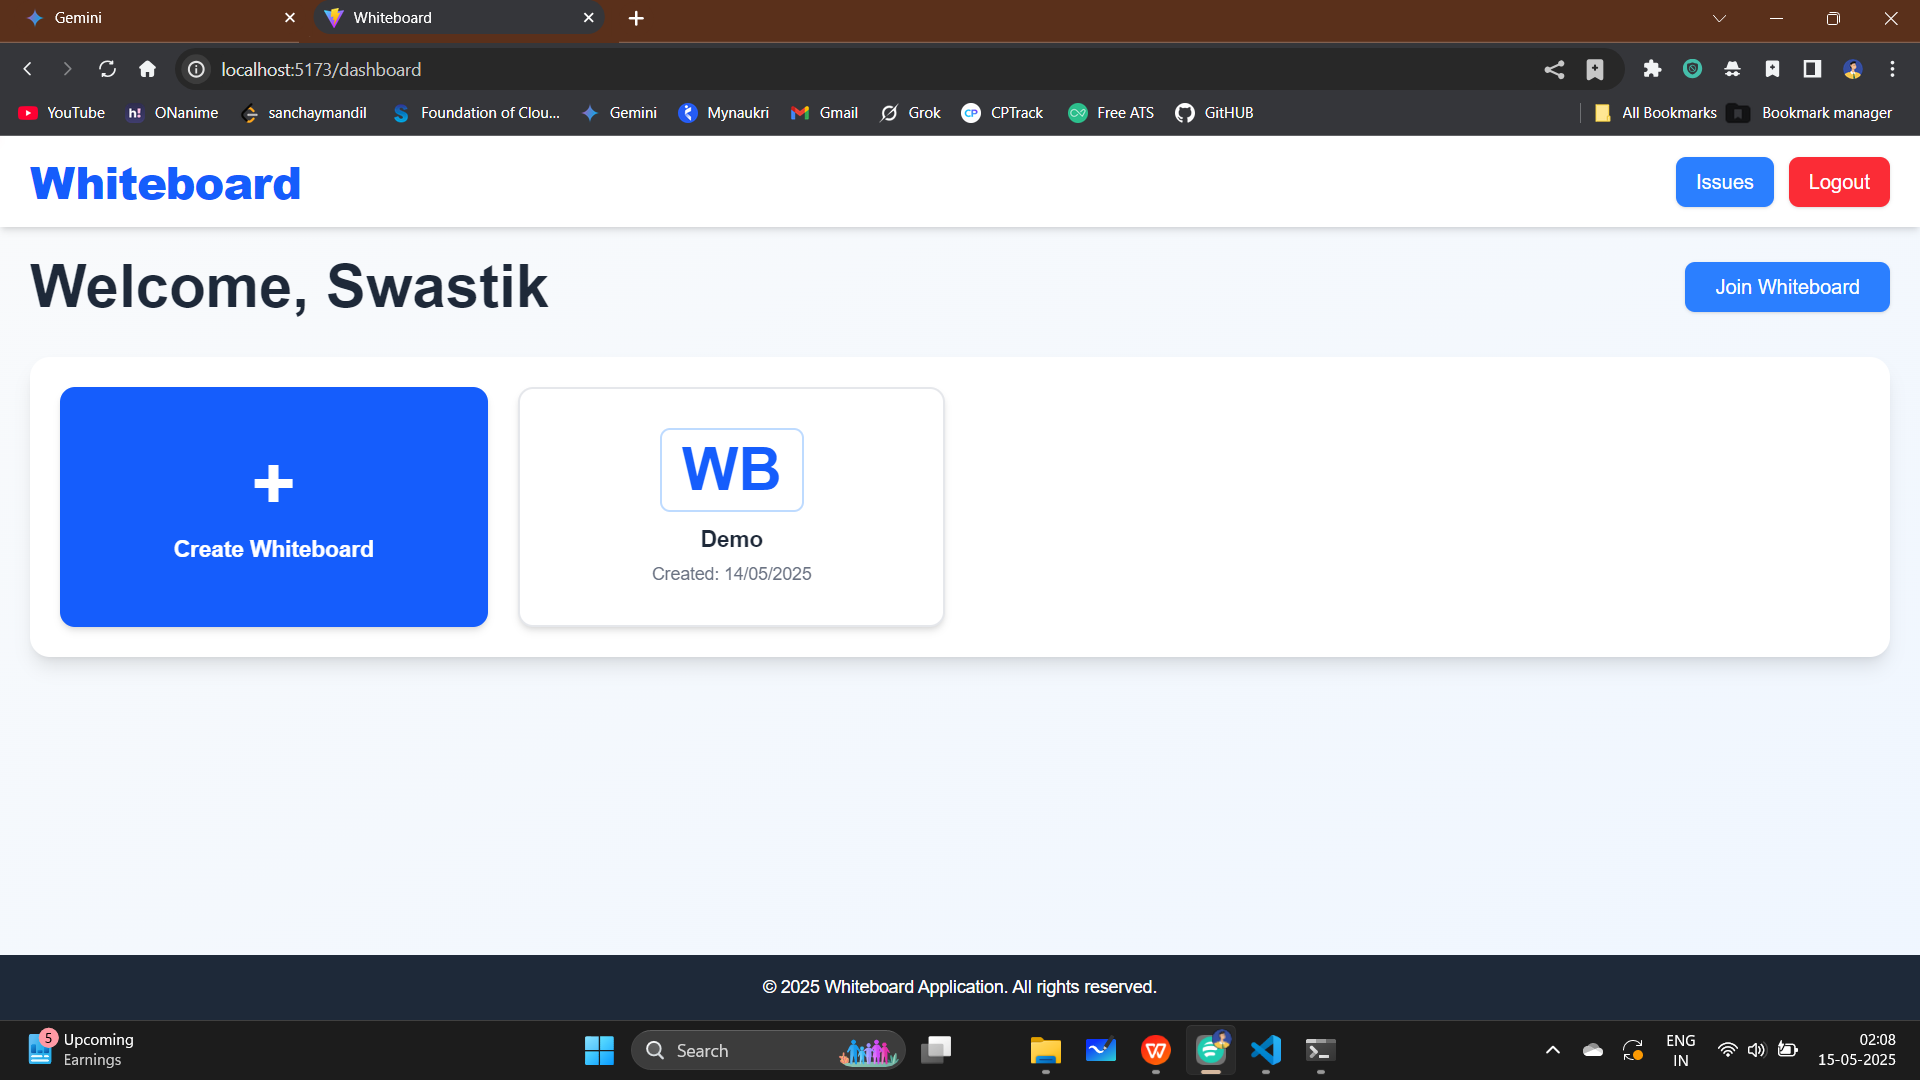 Gemini
Whiteboard
localhost:5173/dashboard
YouTube
h!
ONanime
sanchaymandil
Foundation of Clou...
Gemini
Mynaukri
Gmail
Grok
CP
CPTrack
Free ATS
GitHUB
All Bookmarks
Bookmark manager
Whiteboard
Issues
Logout
Welcome, Swastik
Join Whiteboard
+
Create Whiteboard
WB
Demo
Created: 14/05/2025
© 2025 Whiteboard Application. All rights reserved.
5
Upcoming
Earnings
Search
ENG
IN
02:08
15-05-2025